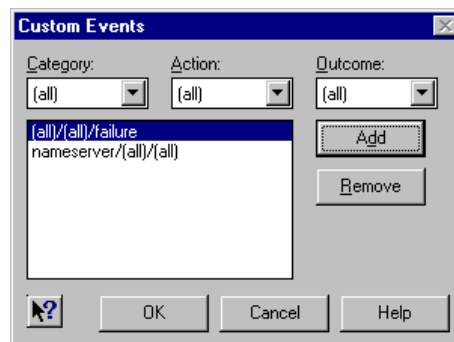 Custom Events
Category: Action: Outcome:
(all) (all) (all)
(all)/(all)/failure
nameserver/(all)/(all)
Add
Remove
? OK Cancel Help